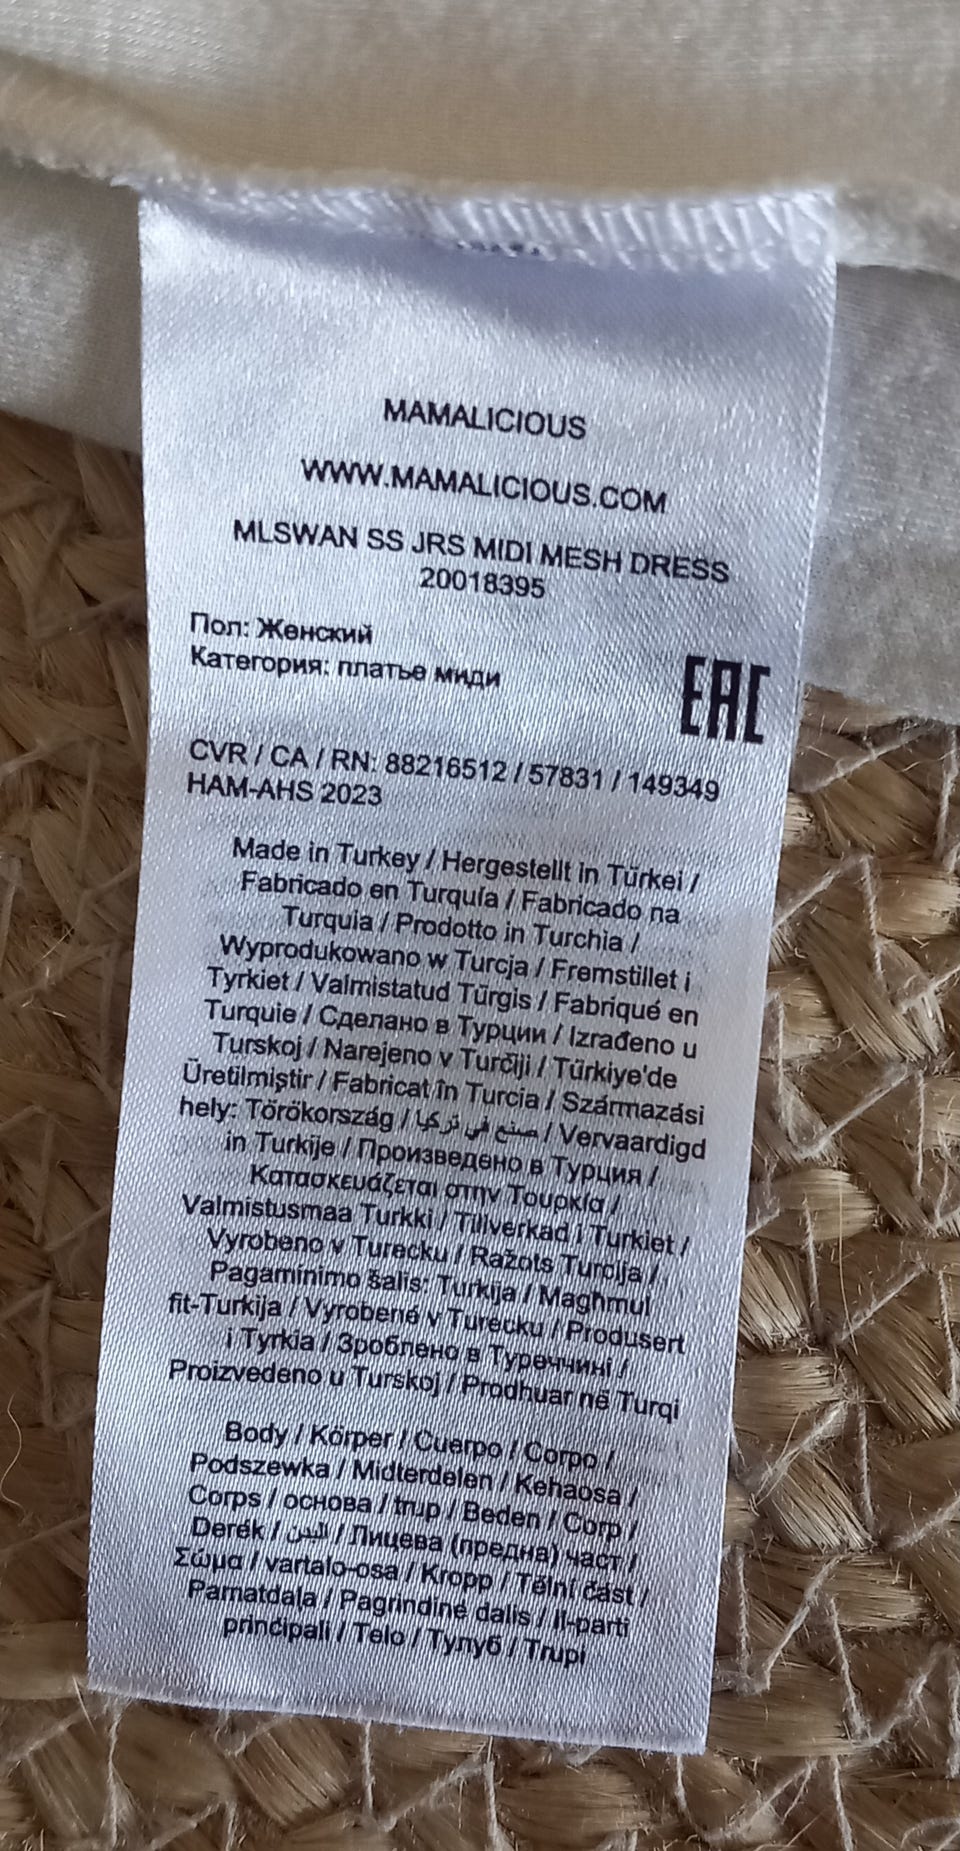 MAMALICIOUS
WWW.MAMALICIOUS.COM
MLSWAN SS JRS MIDI MESH DRESS
20018395
Пол: Женский
Категория: платье миди
EAC
CVR / CA / RN: 88216512 / 57831 / 149349
HAM-AHS 2023
Made in Turkey / Hergestellt in Türkei /
Fabricado en Turquía / Fabricado na
Turquia / Prodotto in Turchia /
Wyprodukowano w Turcja / Fremstillet i
Tyrkiet / Valmistatud Türgis / Fabriqué en
Turquie / Сделано в Турции / Izrađeno u
Turskoj / Narejeno v Turčiji / Türkiye'de
Üretilmiştir / Fabricat în Turcia / Származási
hely: Törökország / صنع في تركيا / Vervaardigd
in Turkije / Произведено в Турция /
Κατασκευάζεται στην Τουρκία /
Valmistusmaa Turkki / Tillverkad i Turkiet /
Vyrobeno v Turecku / Ražots Turcija /
Pagaminimo šalis: Turkija / Magħmul
fit-Turkija / Vyrobené v Turecku / Produsert
i Tyrkia / Зроблено в Туреччині /
Proizvedeno u Turskoj / Prodhuar në Turqi
Body / Körper / Cuerpo / Corpo /
Podszewka / Midterdelen / Kehaosa /
Corps / основа / trup / Beden / Corp /
Derék / البدن / Лицева (предна) част /
Σώμα / vartalo-osa / Kropp / Tělní část /
Pamatdaļa / Pagrindinė dalis / Il-parti
prinċipali / Telo / Тулуб / Trupi